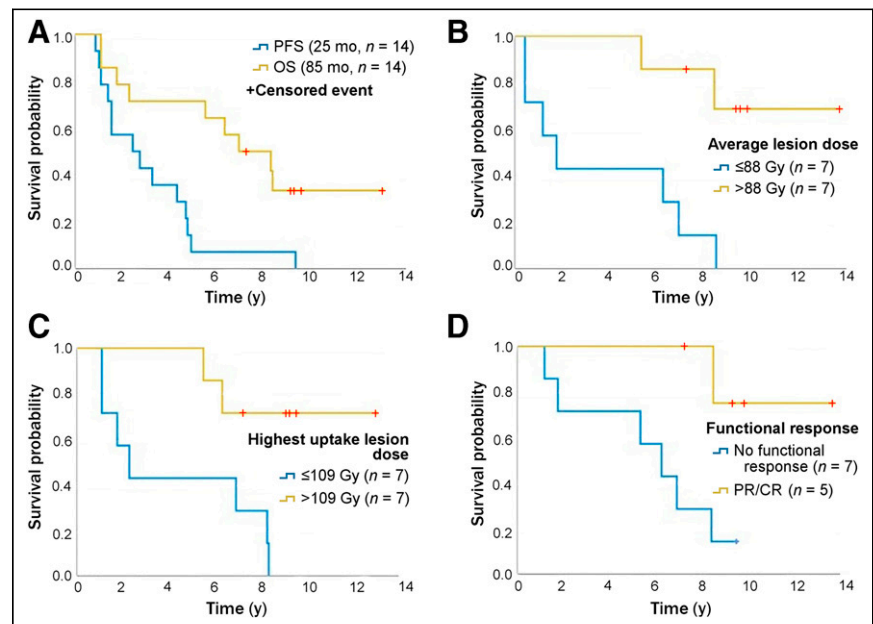 A
1.0
0.8
0.6
0.4
0.2
0.0
0
2
4
6
8
10
12
14
Survival probability
Time (y)
PFS (25 mo, n = 14)
OS (85 mo, n = 14)
+Censored event
B
1.0
0.8
0.6
0.4
0.2
0.0
0
2
4
6
8
10
12
14
Survival probability
Time (y)
Average lesion dose
≤88 Gy (n = 7)
>88 Gy (n = 7)
C
1.0
0.8
0.6
0.4
0.2
0.0
0
2
4
6
8
10
12
14
Survival probability
Time (y)
Highest uptake lesion
dose
≤109 Gy (n = 7)
>109 Gy (n = 7)
D
1.0
0.8
0.6
0.4
0.2
0.0
0
2
4
6
8
10
12
14
Survival probability
Time (y)
Functional response
No functional
response (n = 7)
PR/CR (n = 5)